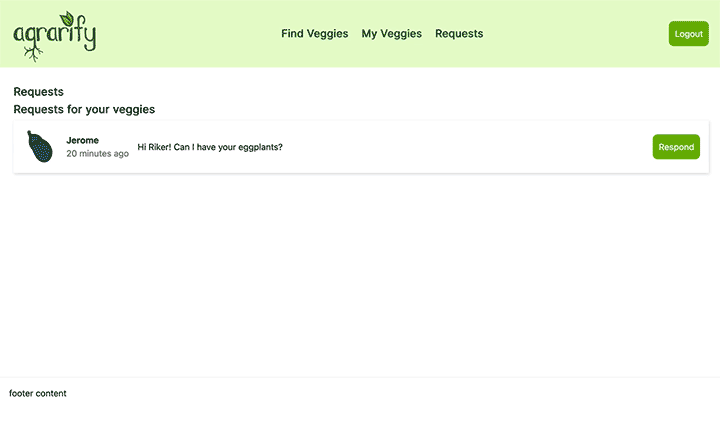 agrarify
Find Veggies My Veggies Requests
Logout
Requests
Requests for your veggies
Jerome
20 minutes ago
Hi Riker! Can I have your eggplants?
Respond
footer content